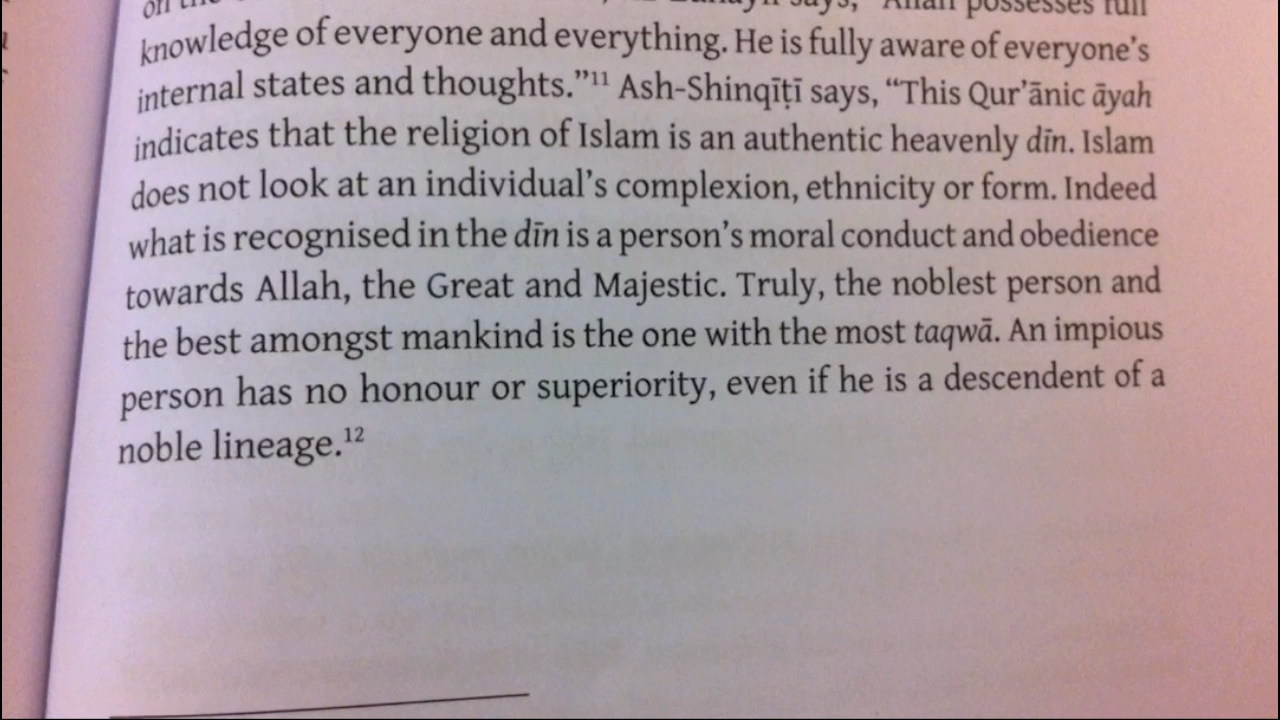 says, "Allah possesses full
knowledge of everyone and everything. He is fully aware of everyone's
internal states and thoughts."¹¹ Ash-Shinqīṭī says, "This Qur'ānic āyah
indicates that the religion of Islam is an authentic heavenly dīn. Islam
does not look at an individual's complexion, ethnicity or form. Indeed
what is recognised in the dīn is a person's moral conduct and obedience
towards Allah, the Great and Majestic. Truly, the noblest person and
the best amongst mankind is the one with the most taqwā. An impious
person has no honour or superiority, even if he is a descendent of a
noble lineage.¹²